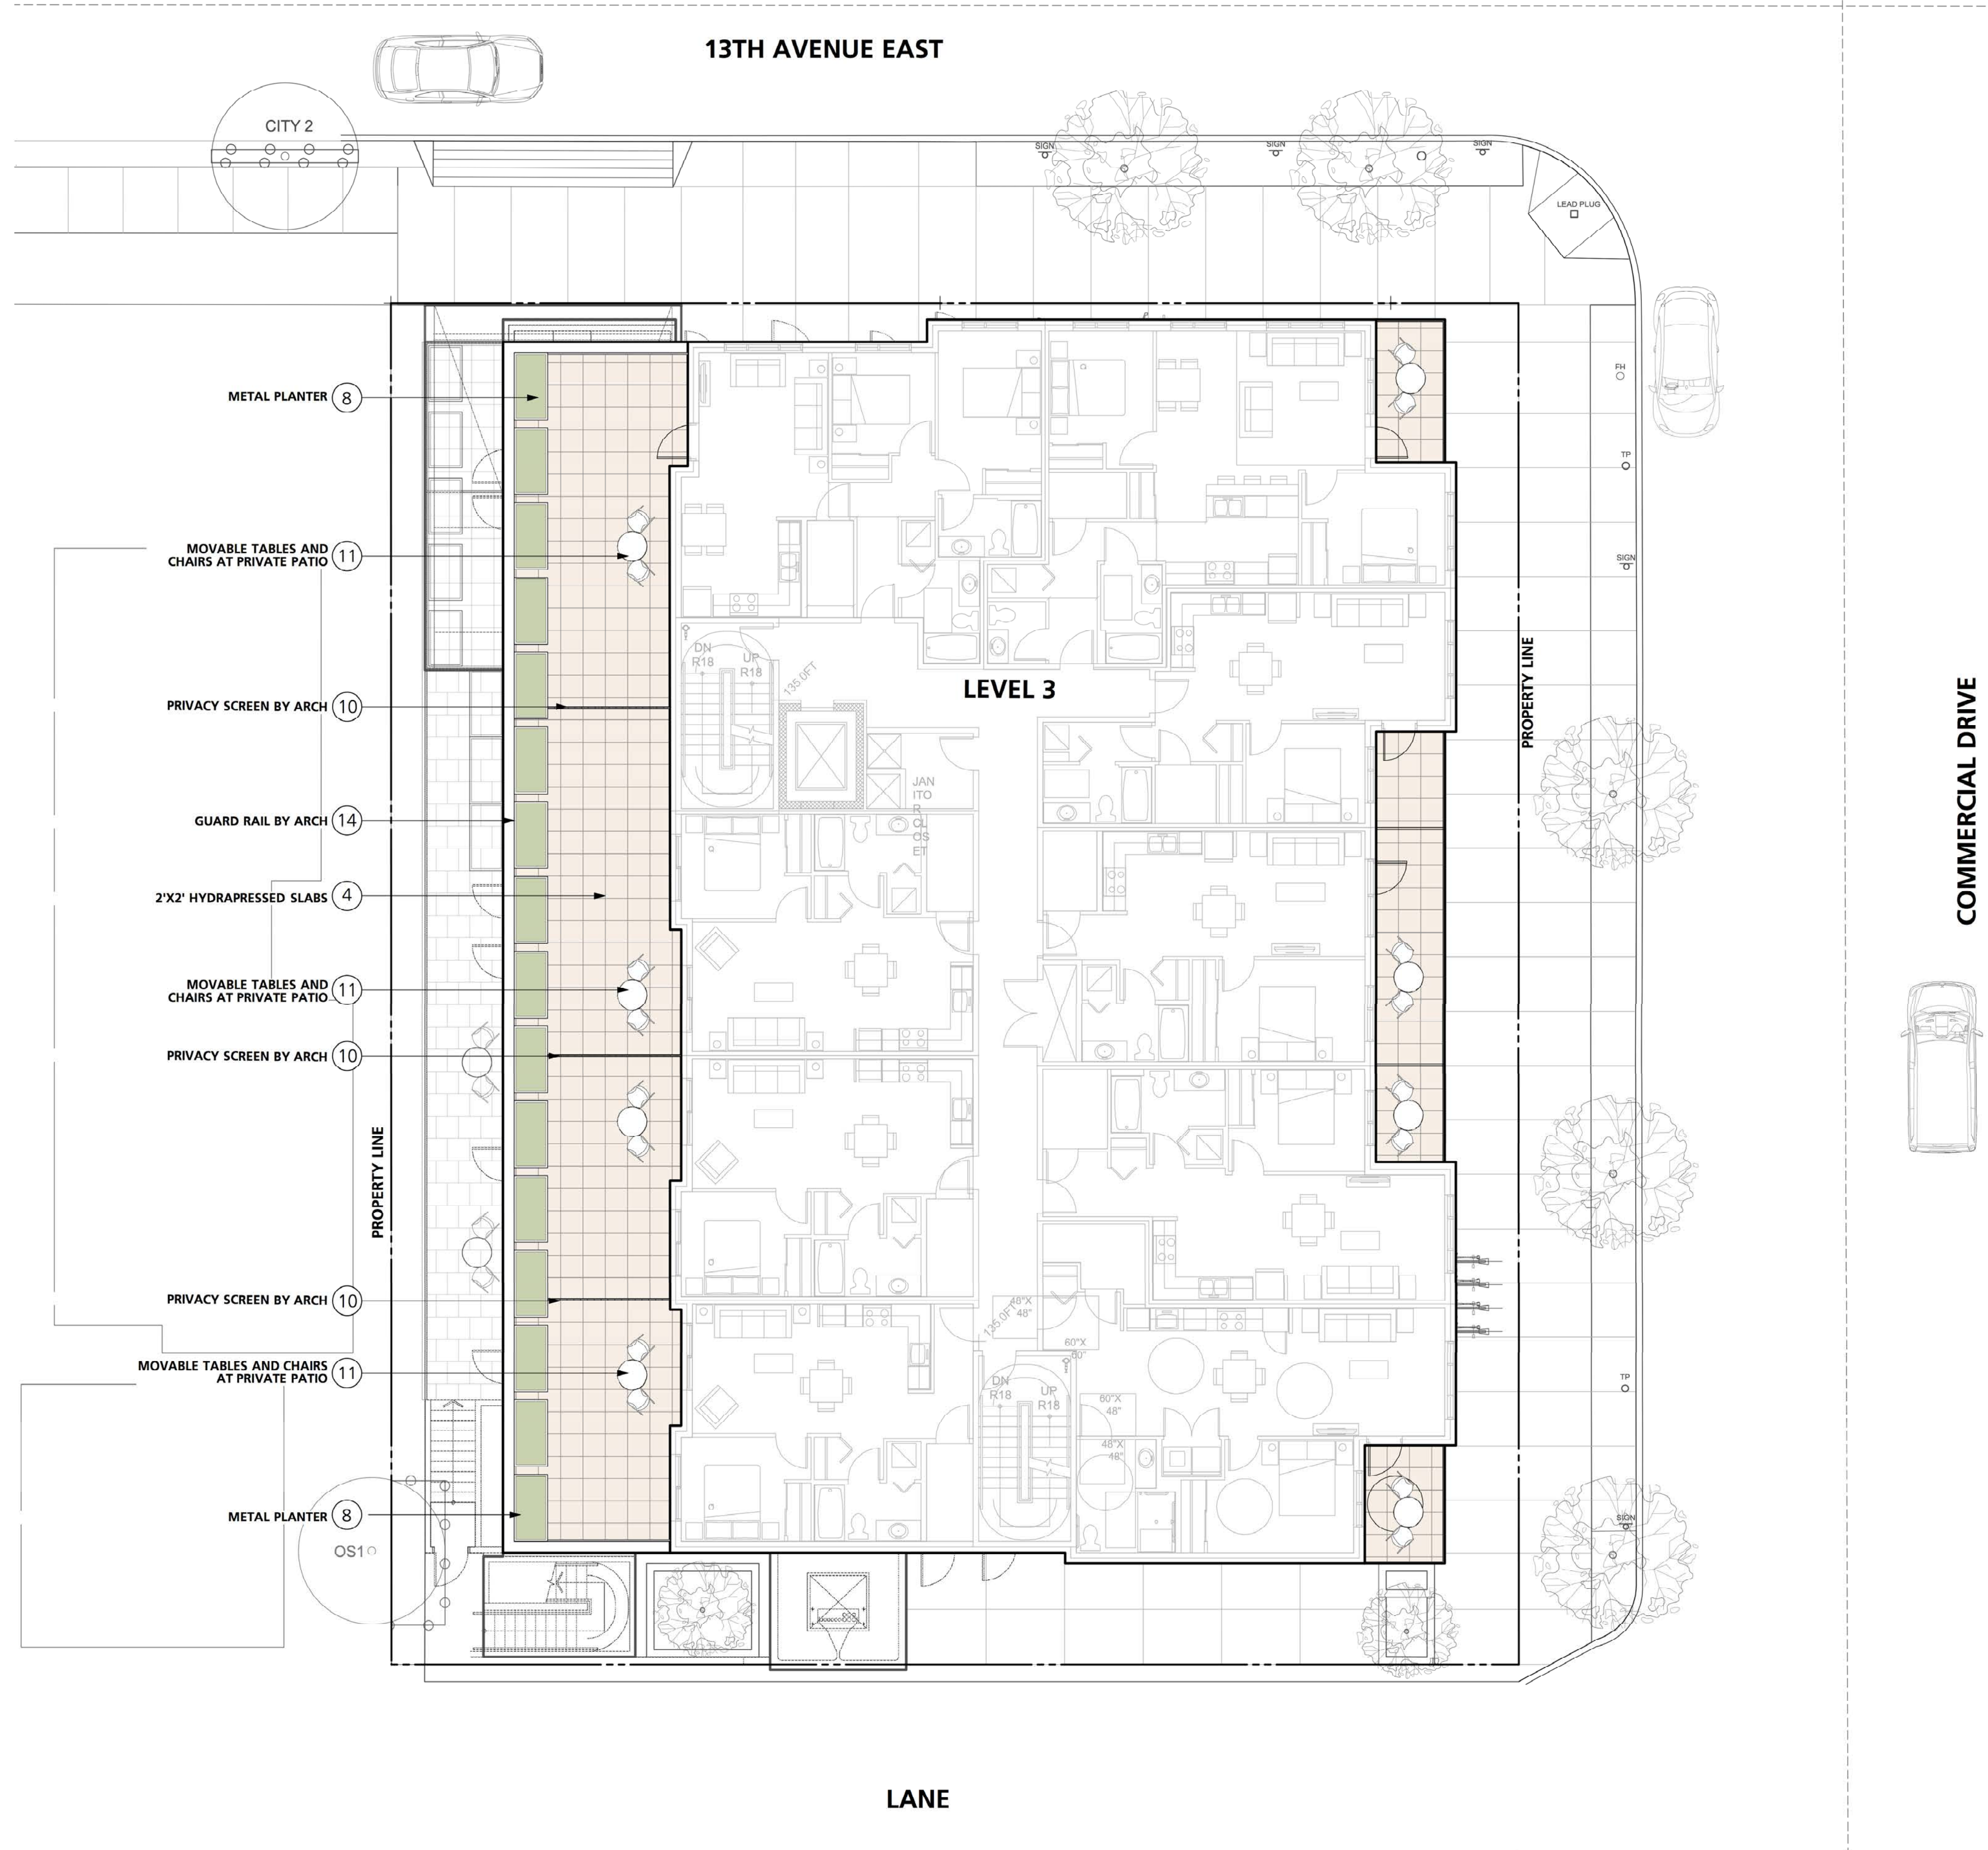 13TH AVENUE EAST
CITY 2
SIGN
SIGN
SIGN
LEAD PLUG
FH
METAL PLANTER 8
TP
MOVABLE TABLES AND
CHAIRS AT PRIVATE PATIO 11
SIGN
DN
R18
UP
R18
135.0FT
LEVEL 3
PROPERTY LINE
PRIVACY SCREEN BY ARCH 10
COMMERCIAL DRIVE
JAN
ITO
R
CL
OS
ET
GUARD RAIL BY ARCH 14
2'X2' HYDRAPRESSED SLABS 4
MOVABLE TABLES AND
CHAIRS AT PRIVATE PATIO 11
PRIVACY SCREEN BY ARCH 10
PROPERTY LINE
PRIVACY SCREEN BY ARCH 10
48"X
48"
135.0FT
60"X
60"
MOVABLE TABLES AND CHAIRS
AT PRIVATE PATIO 11
DN
R18
UP
R18
TP
60"X
48"
48"X
48"
METAL PLANTER 8
SIGN
OS1
LANE